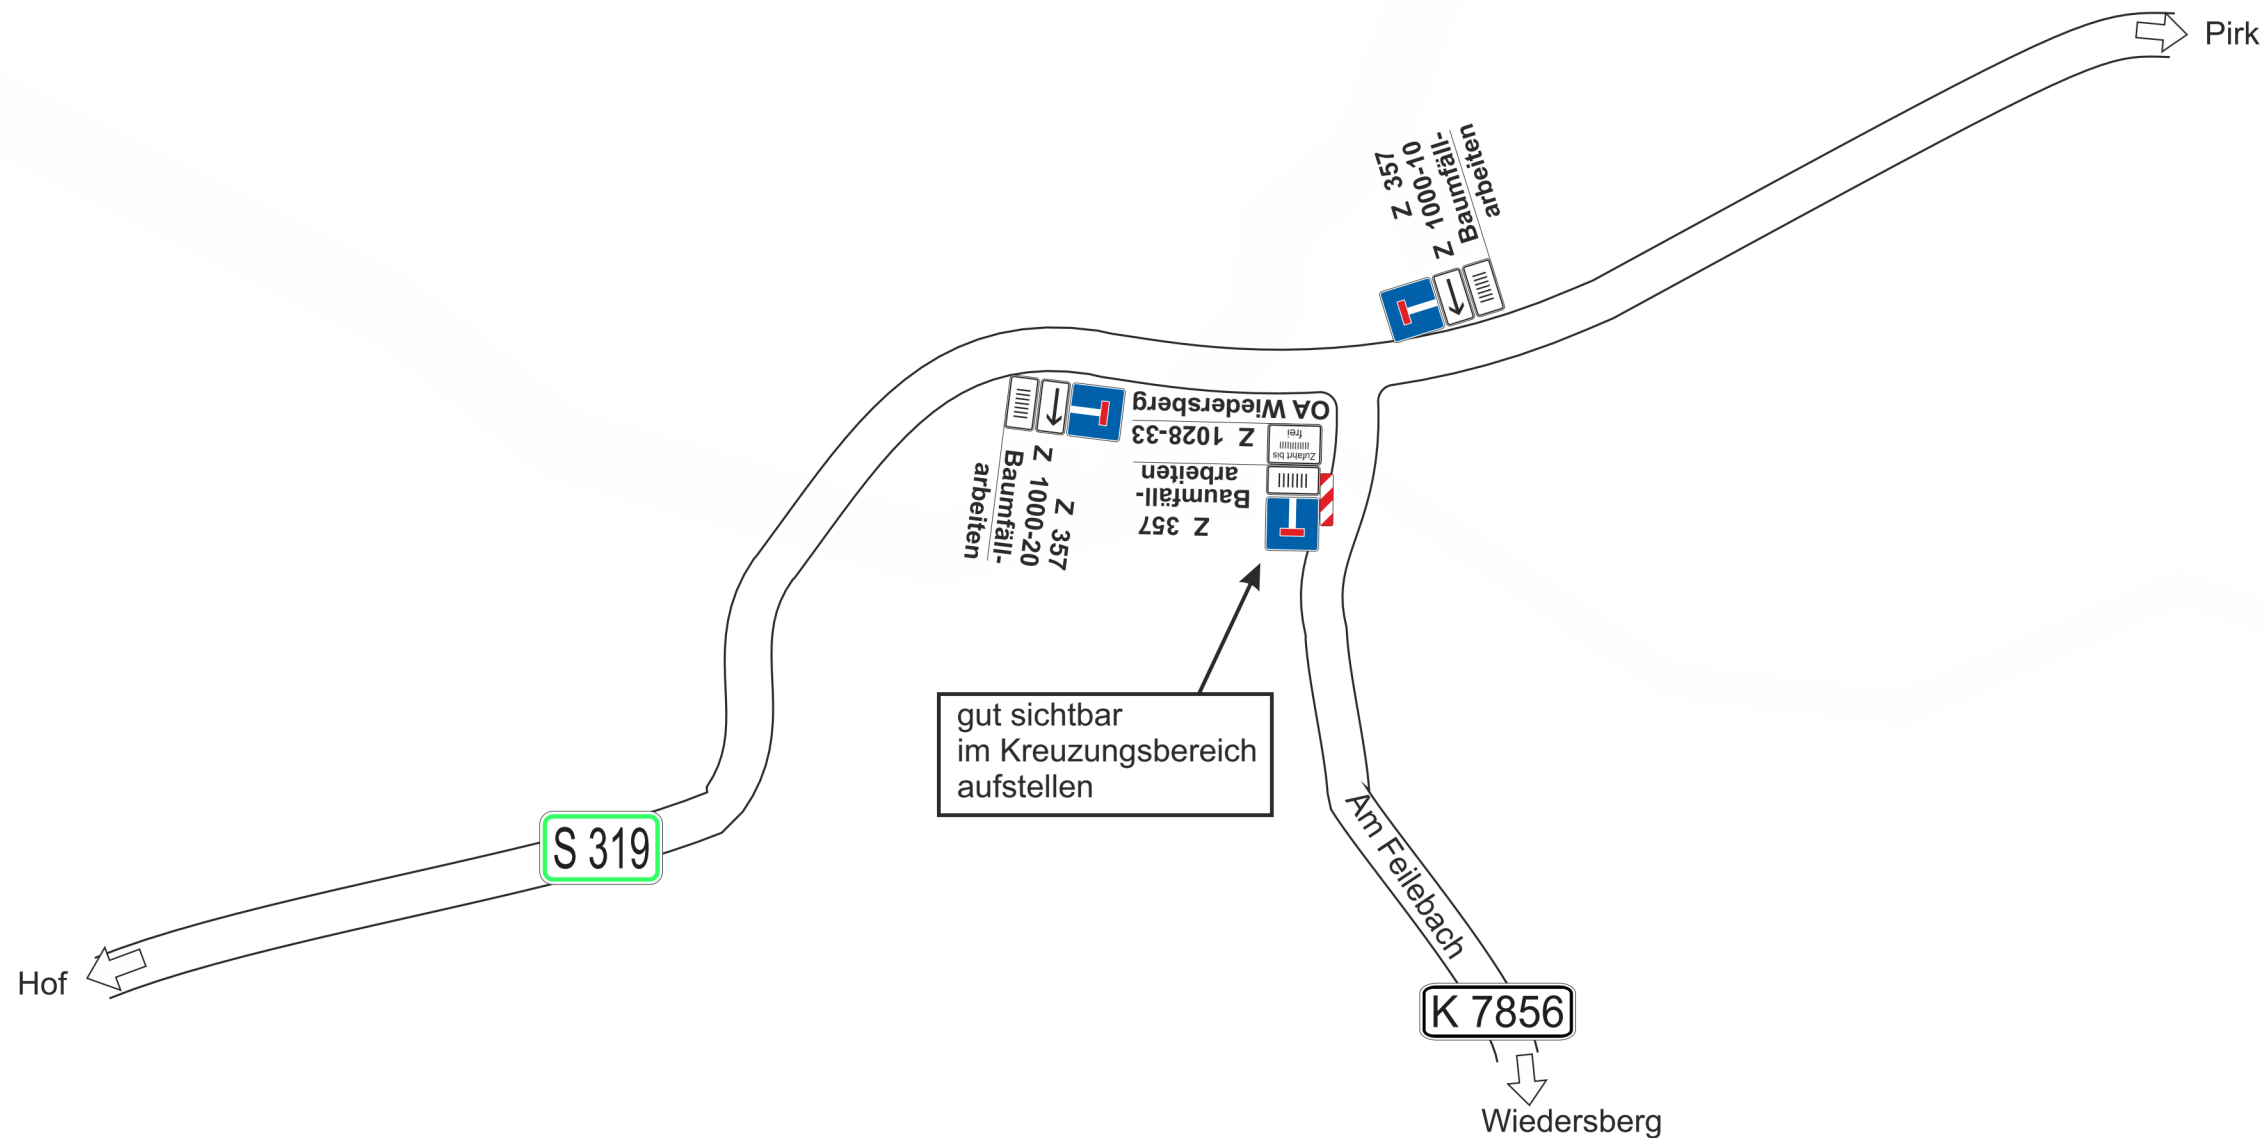 Pirk
Z 357
Z 1000-10
Baumfäll-
arbeiten
Z 357
Z 1000-20
Baumfäll-
arbeiten
Z 357
Baumfäll-
arbeiten
Z 1028-33
OA Wiedersberg
Zufahrt bis
frei
gut sichtbar
im Kreuzungsbereich
aufstellen
S 319
Am Feilebach
Hof
K 7856
Wiedersberg